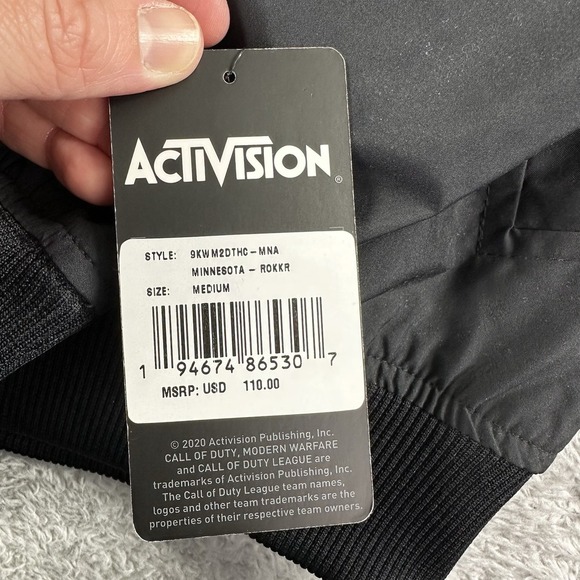 ACTIVISION®
STYLE: 9KWM2DTHC-MNA
MINNESOTA - ROKKR
SIZE: MEDIUM
1 94674 86530 7
MSRP: USD 110.00
© 2020 Activision Publishing, Inc.
CALL OF DUTY, MODERN WARFARE
and CALL OF DUTY LEAGUE are
trademarks of Activision Publishing, Inc.
The Call of Duty League team names,
logos and other team trademarks are the
properties of their respective team owners.